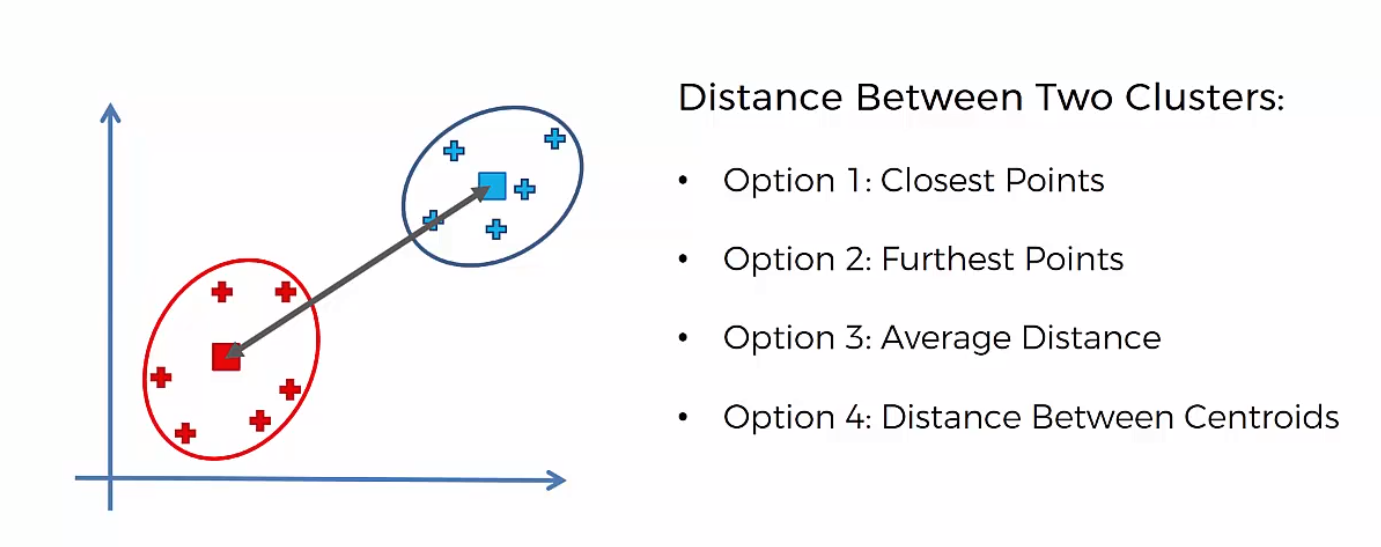 Distance Between Two Clusters:
• Option 1: Closest Points
• Option 2: Furthest Points
• Option 3: Average Distance
• Option 4: Distance Between Centroids